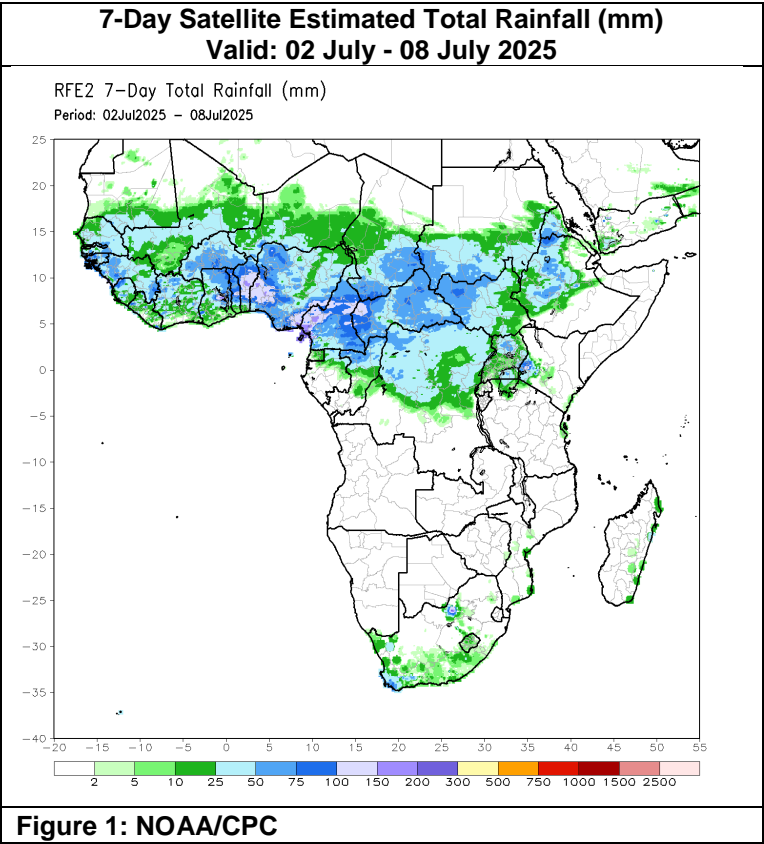 7-Day Satellite Estimated Total Rainfall (mm)
Valid: 02 July - 08 July 2025
RFE2 7-Day Total Rainfall (mm)
Period: 02Jul2025 – 08Jul2025
25
20
15
10
5
0
−5
−10
−15
−20
−25
−30
−35
−40
−20 −15 −10 −5 0 5 10 15 20 25 30 35 40 45 50 55
2 5 10 25 50 75 100 150 200 300 500 750 1000 1500 2500
Figure 1: NOAA/CPC